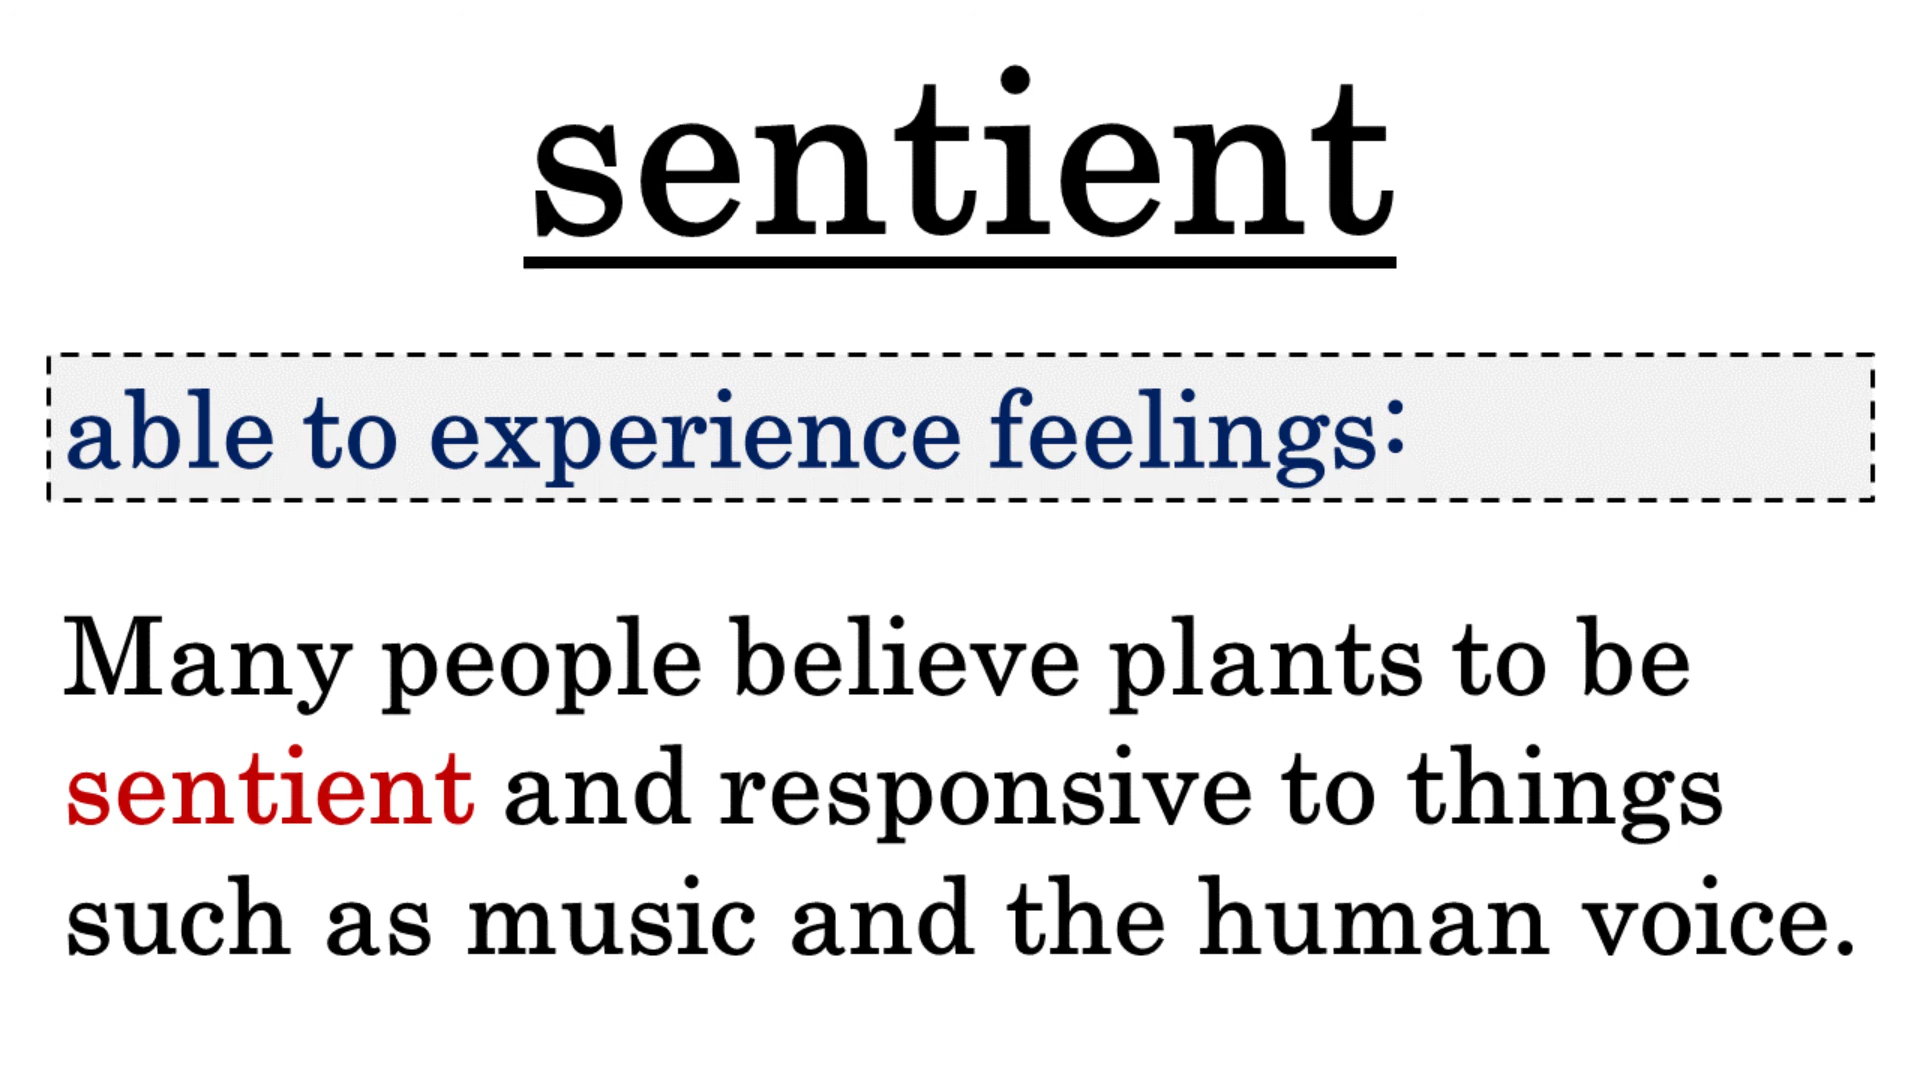 sentient
able to experience feelings:
Many people believe plants to be
sentient and responsive to things
such as music and the human voice.